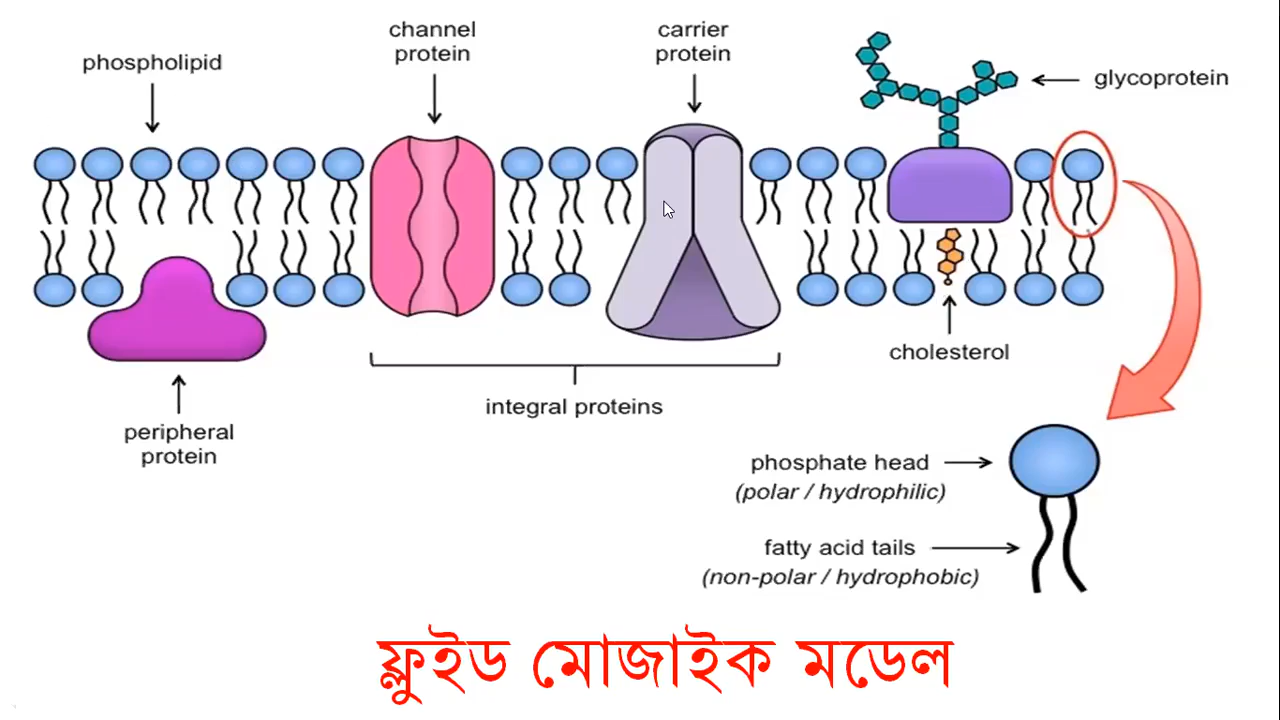 channel
protein
carrier
protein
phospholipid
glycoprotein
cholesterol
integral proteins
peripheral
protein
phosphate head
(polar / hydrophilic)
fatty acid tails
(non-polar / hydrophobic)
ফ্লুইড মোজাইক মডেল